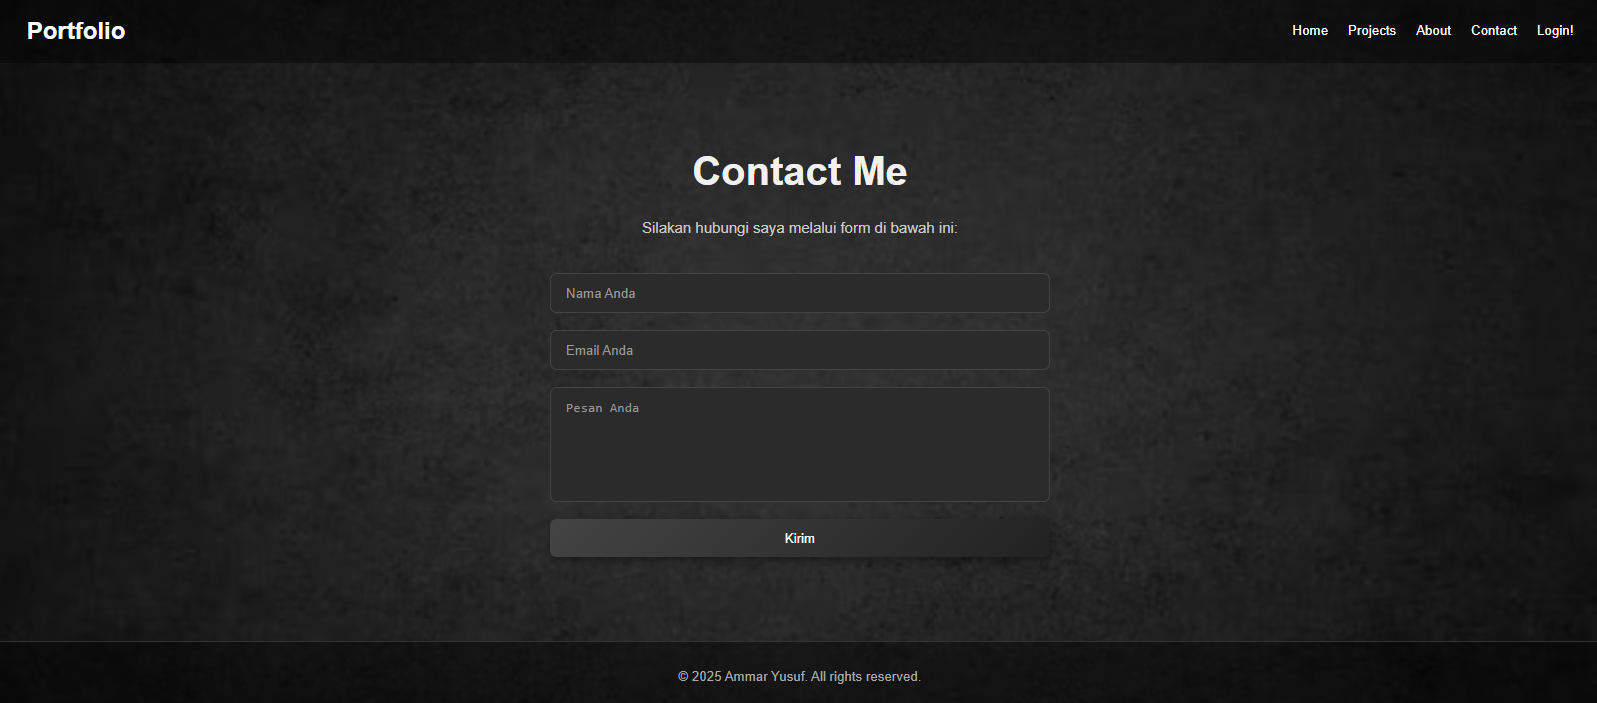 Portfolio
Home Projects About Contact Login!
Contact Me
Silakan hubungi saya melalui form di bawah ini:
Nama Anda
Email Anda
Pesan Anda
Kirim
© 2025 Ammar Yusuf. All rights reserved.